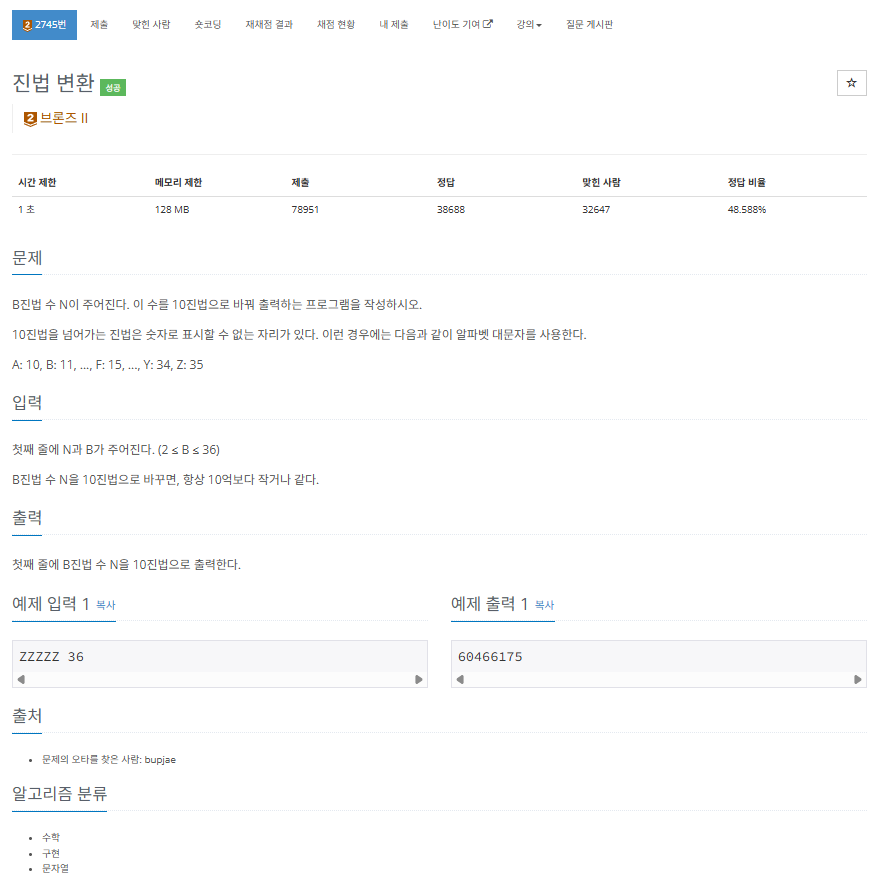 2 2745번 제출 맞힌 사람 숏코딩 재채점 결과 채점 현황 내 제출 난이도 기여 강의 질문 게시판
진법 변환 성공
☆
2 브론즈 II
시간 제한 메모리 제한 제출 정답 맞힌 사람 정답 비율
1 초 128 MB 78951 38688 32647 48.588%
문제
B진법 수 N이 주어진다. 이 수를 10진법으로 바꿔 출력하는 프로그램을 작성하시오.
10진법을 넘어가는 진법은 숫자로 표시할 수 없는 자리가 있다. 이런 경우에는 다음과 같이 알파벳 대문자를 사용한다.
A: 10, B: 11, ..., F: 15, ..., Y: 34, Z: 35
입력
첫째 줄에 N과 B가 주어진다. (2 ≤ B ≤ 36)
B진법 수 N을 10진법으로 바꾸면, 항상 10억보다 작거나 같다.
출력
첫째 줄에 B진법 수 N을 10진법으로 출력한다.
예제 입력 1 복사
ZZZZZ 36
예제 출력 1 복사
60466175
출처
• 문제의 오타를 찾은 사람: bupjae
알고리즘 분류
• 수학
• 구현
• 문자열